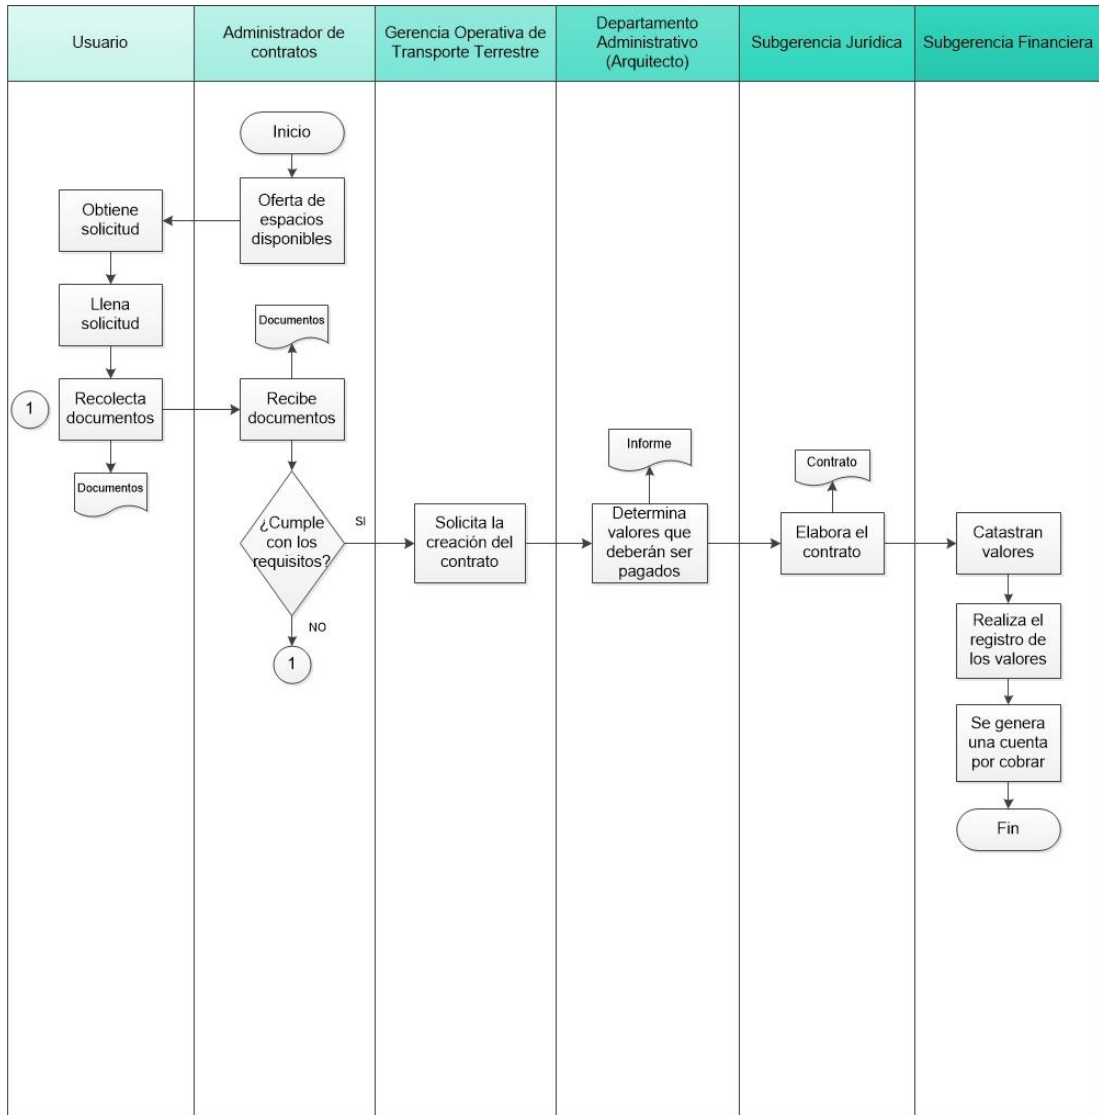 Usuario
Administrador de
contratos
Gerencia Operativa de
Transporte Terrestre
Departamento
Administrativo
(Arquitecto)
Subgerencia Jurídica
Subgerencia Financiera
Inicio
Oferta de
espacios
disponibles
Obtiene
solicitud
Llena
solicitud
Documentos
1
Recolecta
documentos
Recibe
documentos
Documentos
¿Cumple
con los
requisitos?
SI
NO
1
Solicita la
creación del
contrato
Informe
Determina
valores que
deberán ser
pagados
Contrato
Elabora el
contrato
Catastran
valores
Realiza el
registro de
los valores
Se genera
una cuenta
por cobrar
Fin